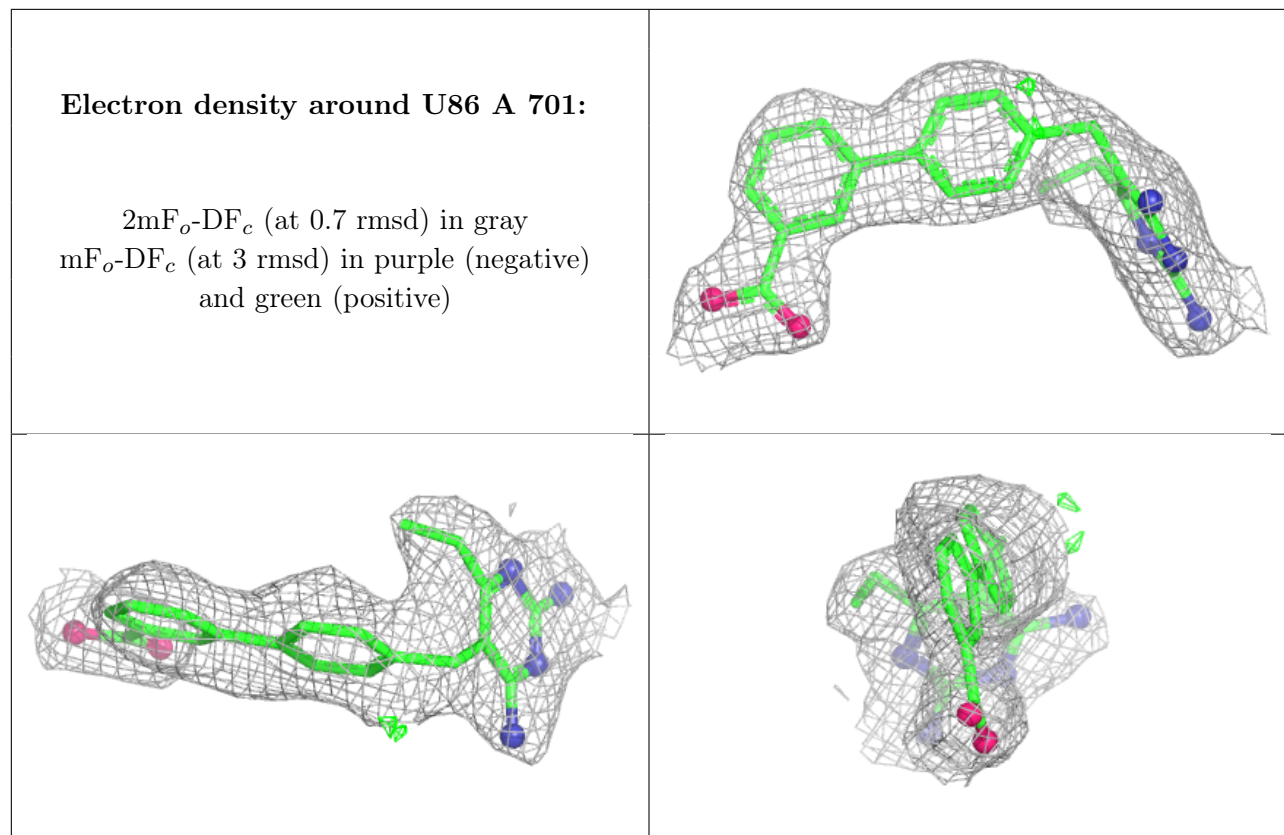 Electron density around U86 A 701:
2mFo-DFc (at 0.7 rmsd) in gray
mFo-DFc (at 3 rmsd) in purple (negative)
and green (positive)